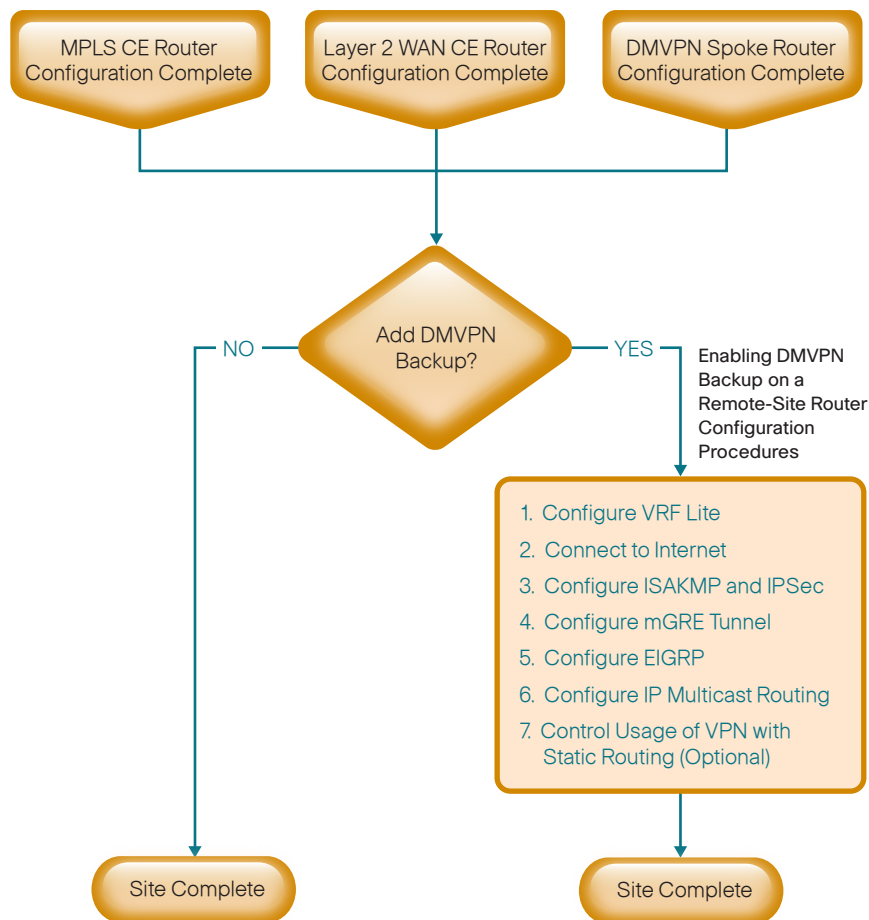 MPLS CE Router
Configuration Complete
Layer 2 WAN CE Router
Configuration Complete
DMVPN Spoke Router
Configuration Complete
Add DMVPN
Backup?
NO
YES
Enabling DMVPN
Backup on a
Remote-Site Router
Configuration
Procedures
1. Configure VRF Lite
2. Connect to Internet
3. Configure ISAKMP and IPSec
4. Configure mGRE Tunnel
5. Configure EIGRP
6. Configure IP Multicast Routing
7. Control Usage of VPN with
Static Routing (Optional)
Site Complete
Site Complete